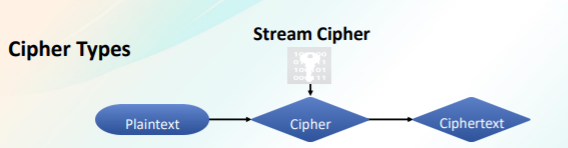 Stream Cipher
Cipher Types
Plaintext
Cipher
Ciphertext